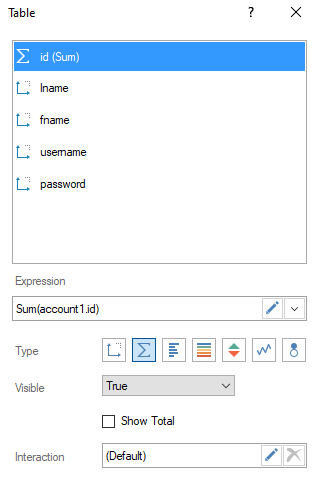 Table ?
id (Sum)
lname
fname
username
password
Expression
Sum(account1.id)
Type
Visible True
Show Total
Interaction (Default)